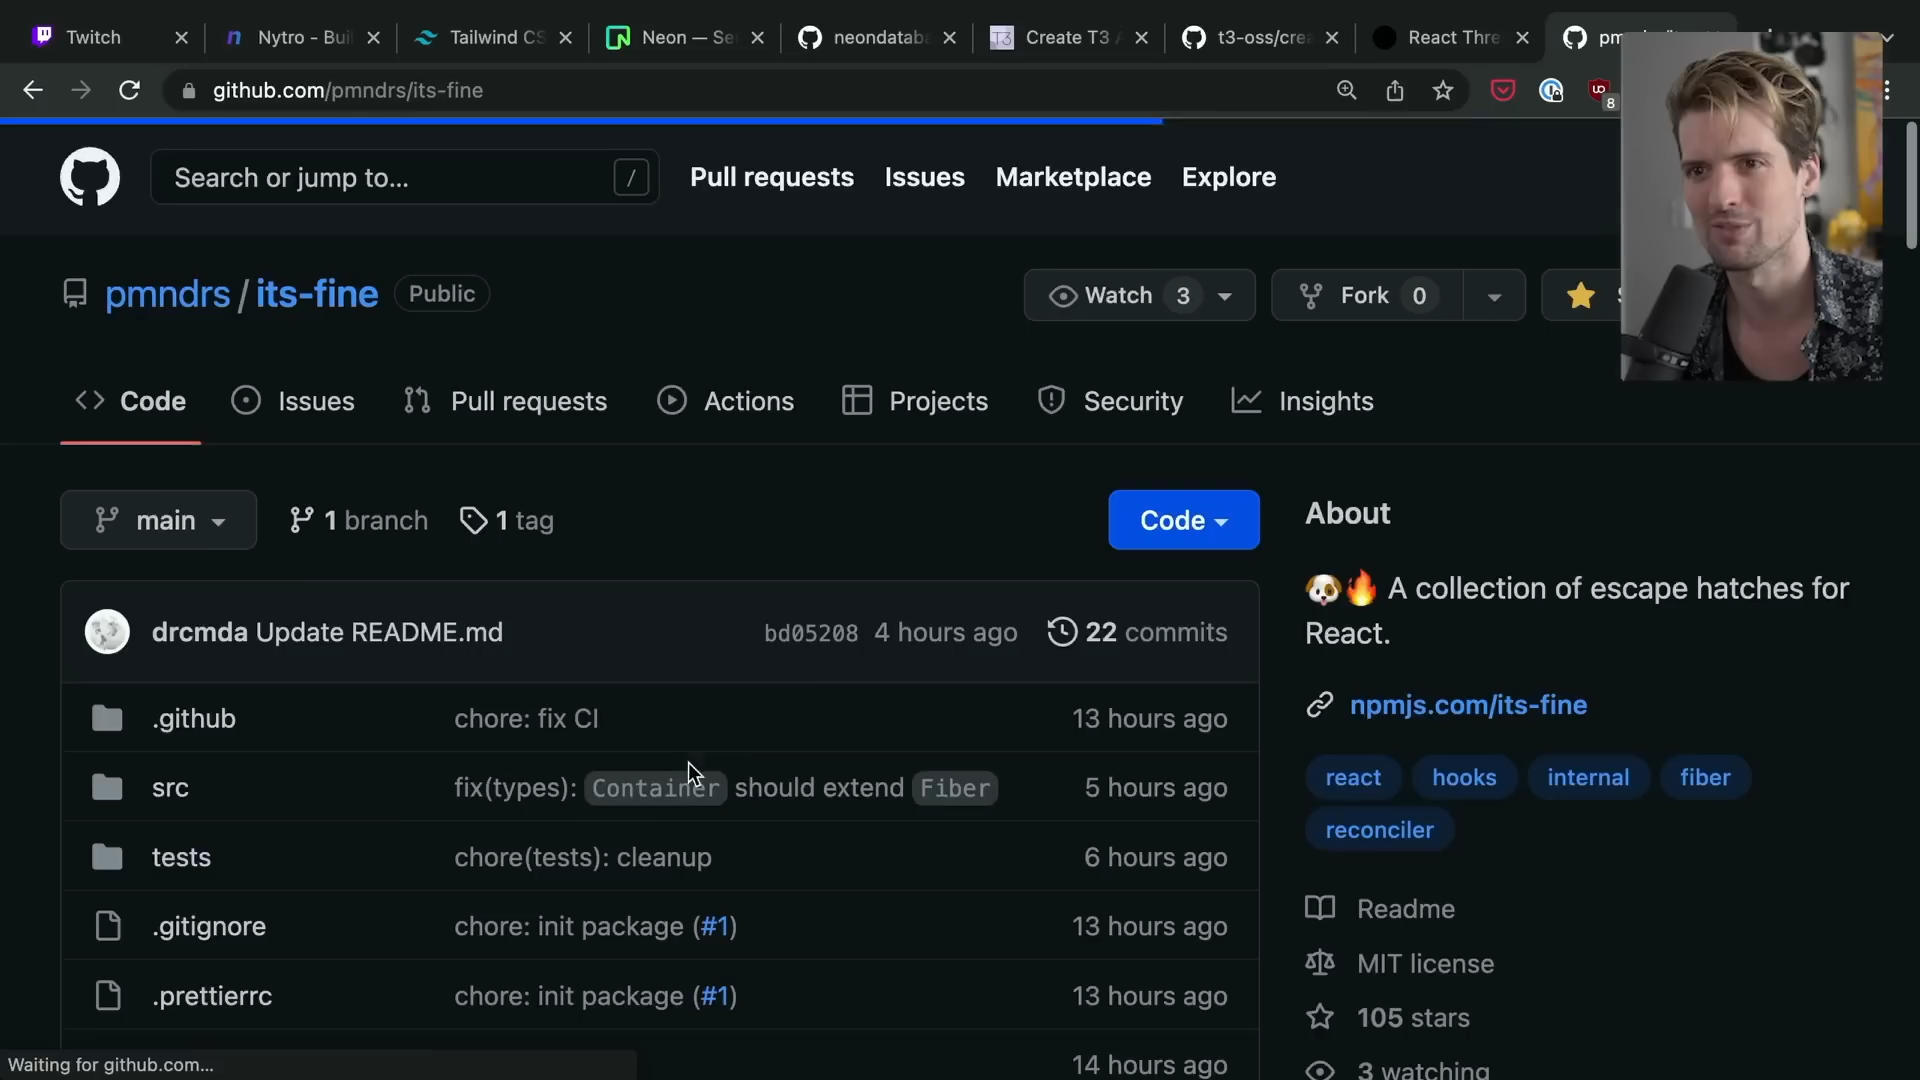 Twitch
Nytro - Bui
Tailwind CS
Neon — Se
neondatab
Create T3 A
t3-oss/crea
React Thre
github.com/pmndrs/its-fine
8
Search or jump to...
/
Pull requests
Issues
Marketplace
Explore
pmndrs / its-fine
Public
Watch 3
Fork 0
Code
Issues
Pull requests
Actions
Projects
Security
Insights
main
1 branch
1 tag
Code
About
A collection of escape hatches for
React.
drcmda Update README.md
bd05208 4 hours ago
22 commits
.github
chore: fix CI
13 hours ago
npmjs.com/its-fine
src
fix(types): Container should extend Fiber
5 hours ago
react
hooks
internal
fiber
reconciler
tests
chore(tests): cleanup
6 hours ago
.gitignore
chore: init package (#1)
13 hours ago
Readme
MIT license
.prettierrc
chore: init package (#1)
13 hours ago
105 stars
14 hours ago
3 watching
Waiting for github.com...